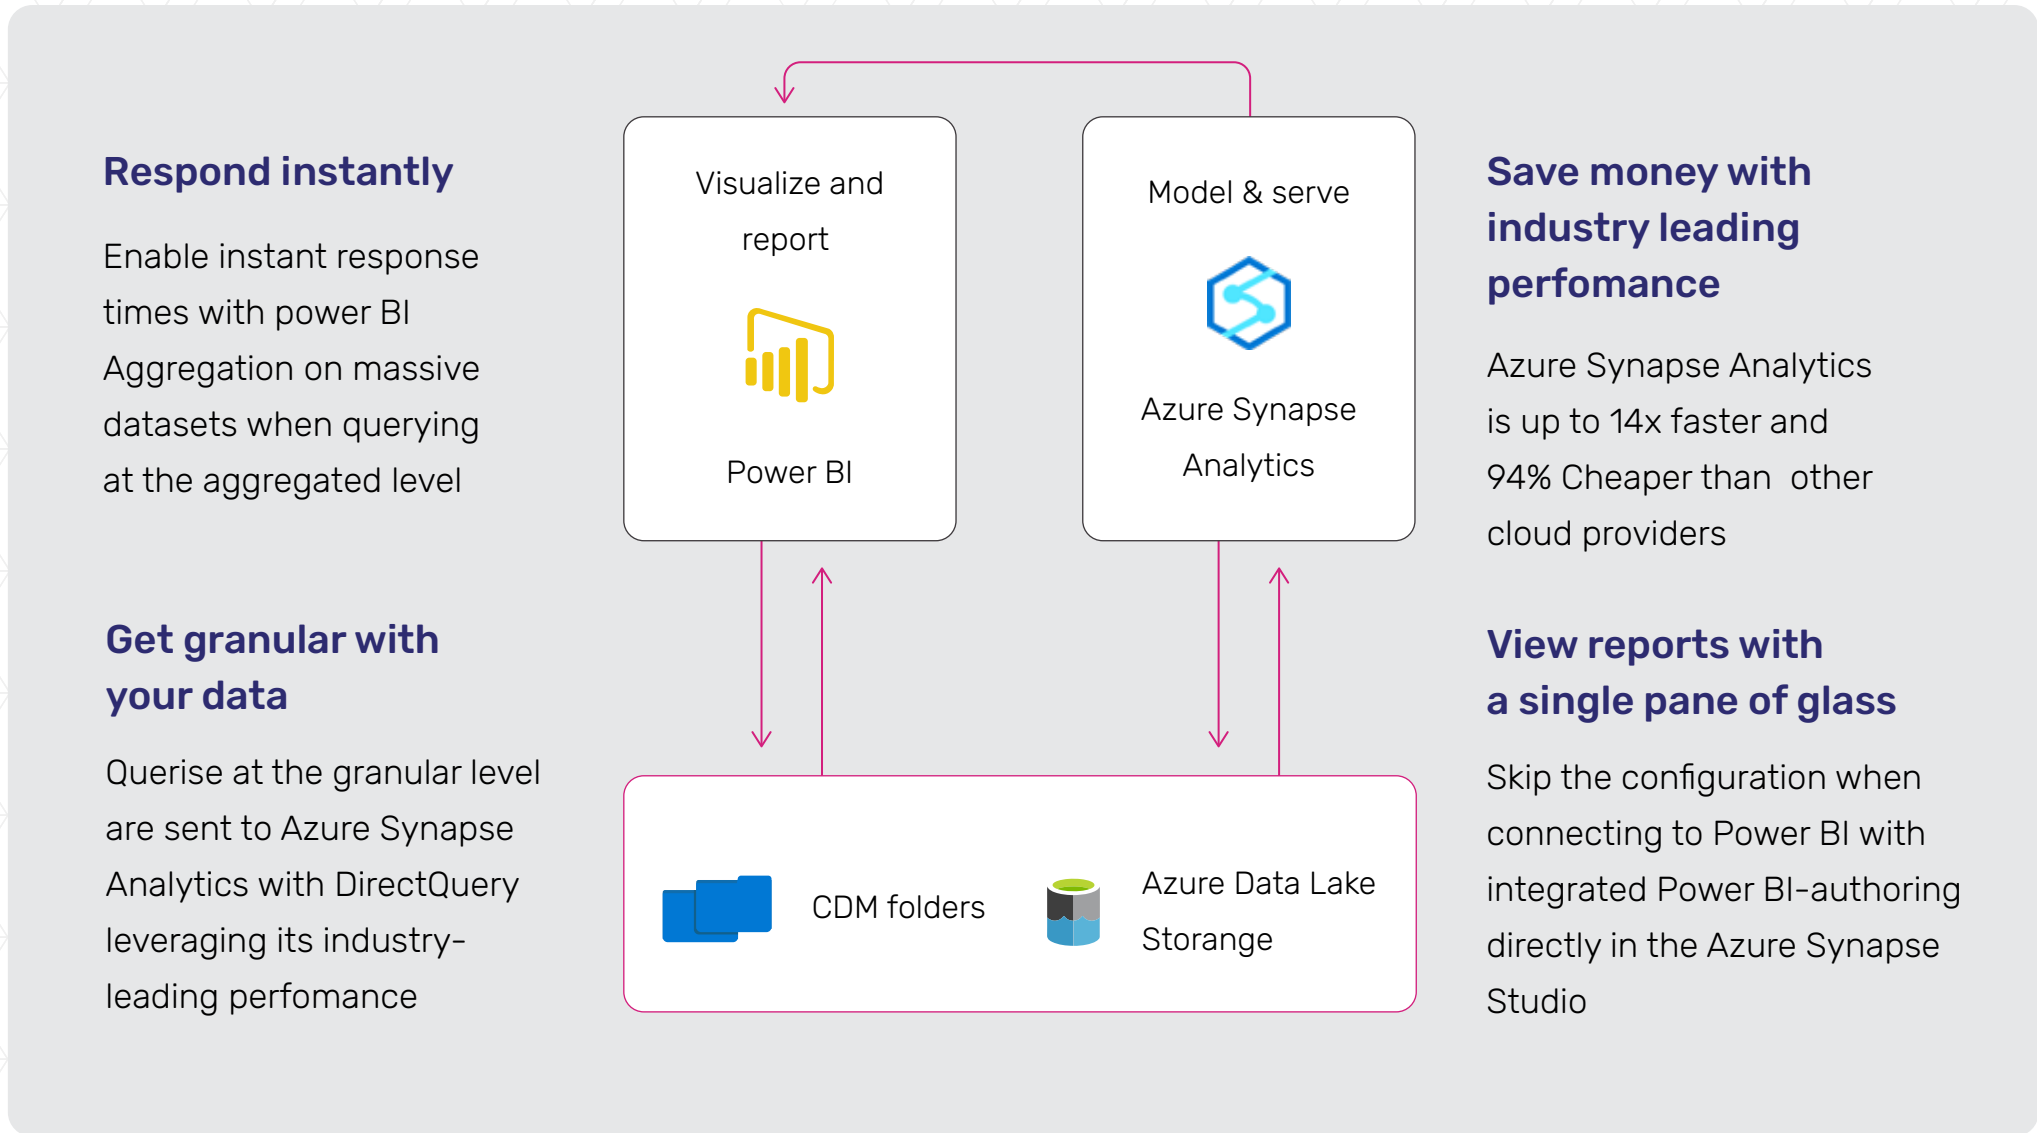 Respond instantly
Enable instant response
times with power BI
Aggregation on massive
datasets when querying
at the aggregated level
Get granular with
your data
Querise at the granular level
are sent to Azure Synapse
Analytics with DirectQuery
leveraging its industry-
leading perfomance
Visualize and
report
Power BI
Model & serve
Azure Synapse
Analytics
CDM folders
Azure Data Lake
Storange
Save money with
industry leading
perfomance
Azure Synapse Analytics
is up to 14x faster and
94% Cheaper than  other
cloud providers
View reports with
a single pane of glass
Skip the configuration when
connecting to Power BI with
integrated Power BI-authoring
directly in the Azure Synapse
Studio